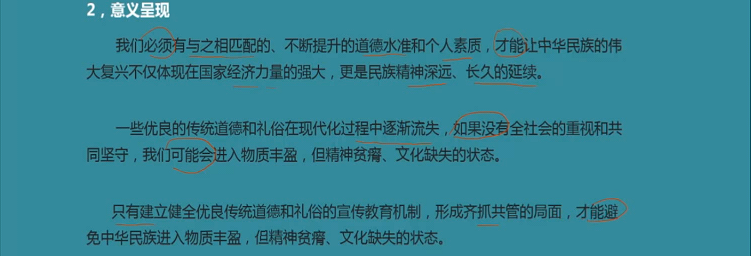 2，意义呈现
我们必须有与之相匹配的、不断提升的道德水准和个人素质，才能让中华民族的伟
大复兴不仅体现在国家经济力量的强大，更是民族精神深远、长久的延续。
一些优良的传统道德和礼俗在现代化过程中逐渐流失，如果没有全社会的重视和共
同坚守，我们可能会进入物质丰盈，但精神贫瘠、文化缺失的状态。
只有建立健全优良传统道德和礼俗的宣传教育机制，形成齐抓共管的局面，才能避
免中华民族进入物质丰盈，但精神贫瘠、文化缺失的状态。